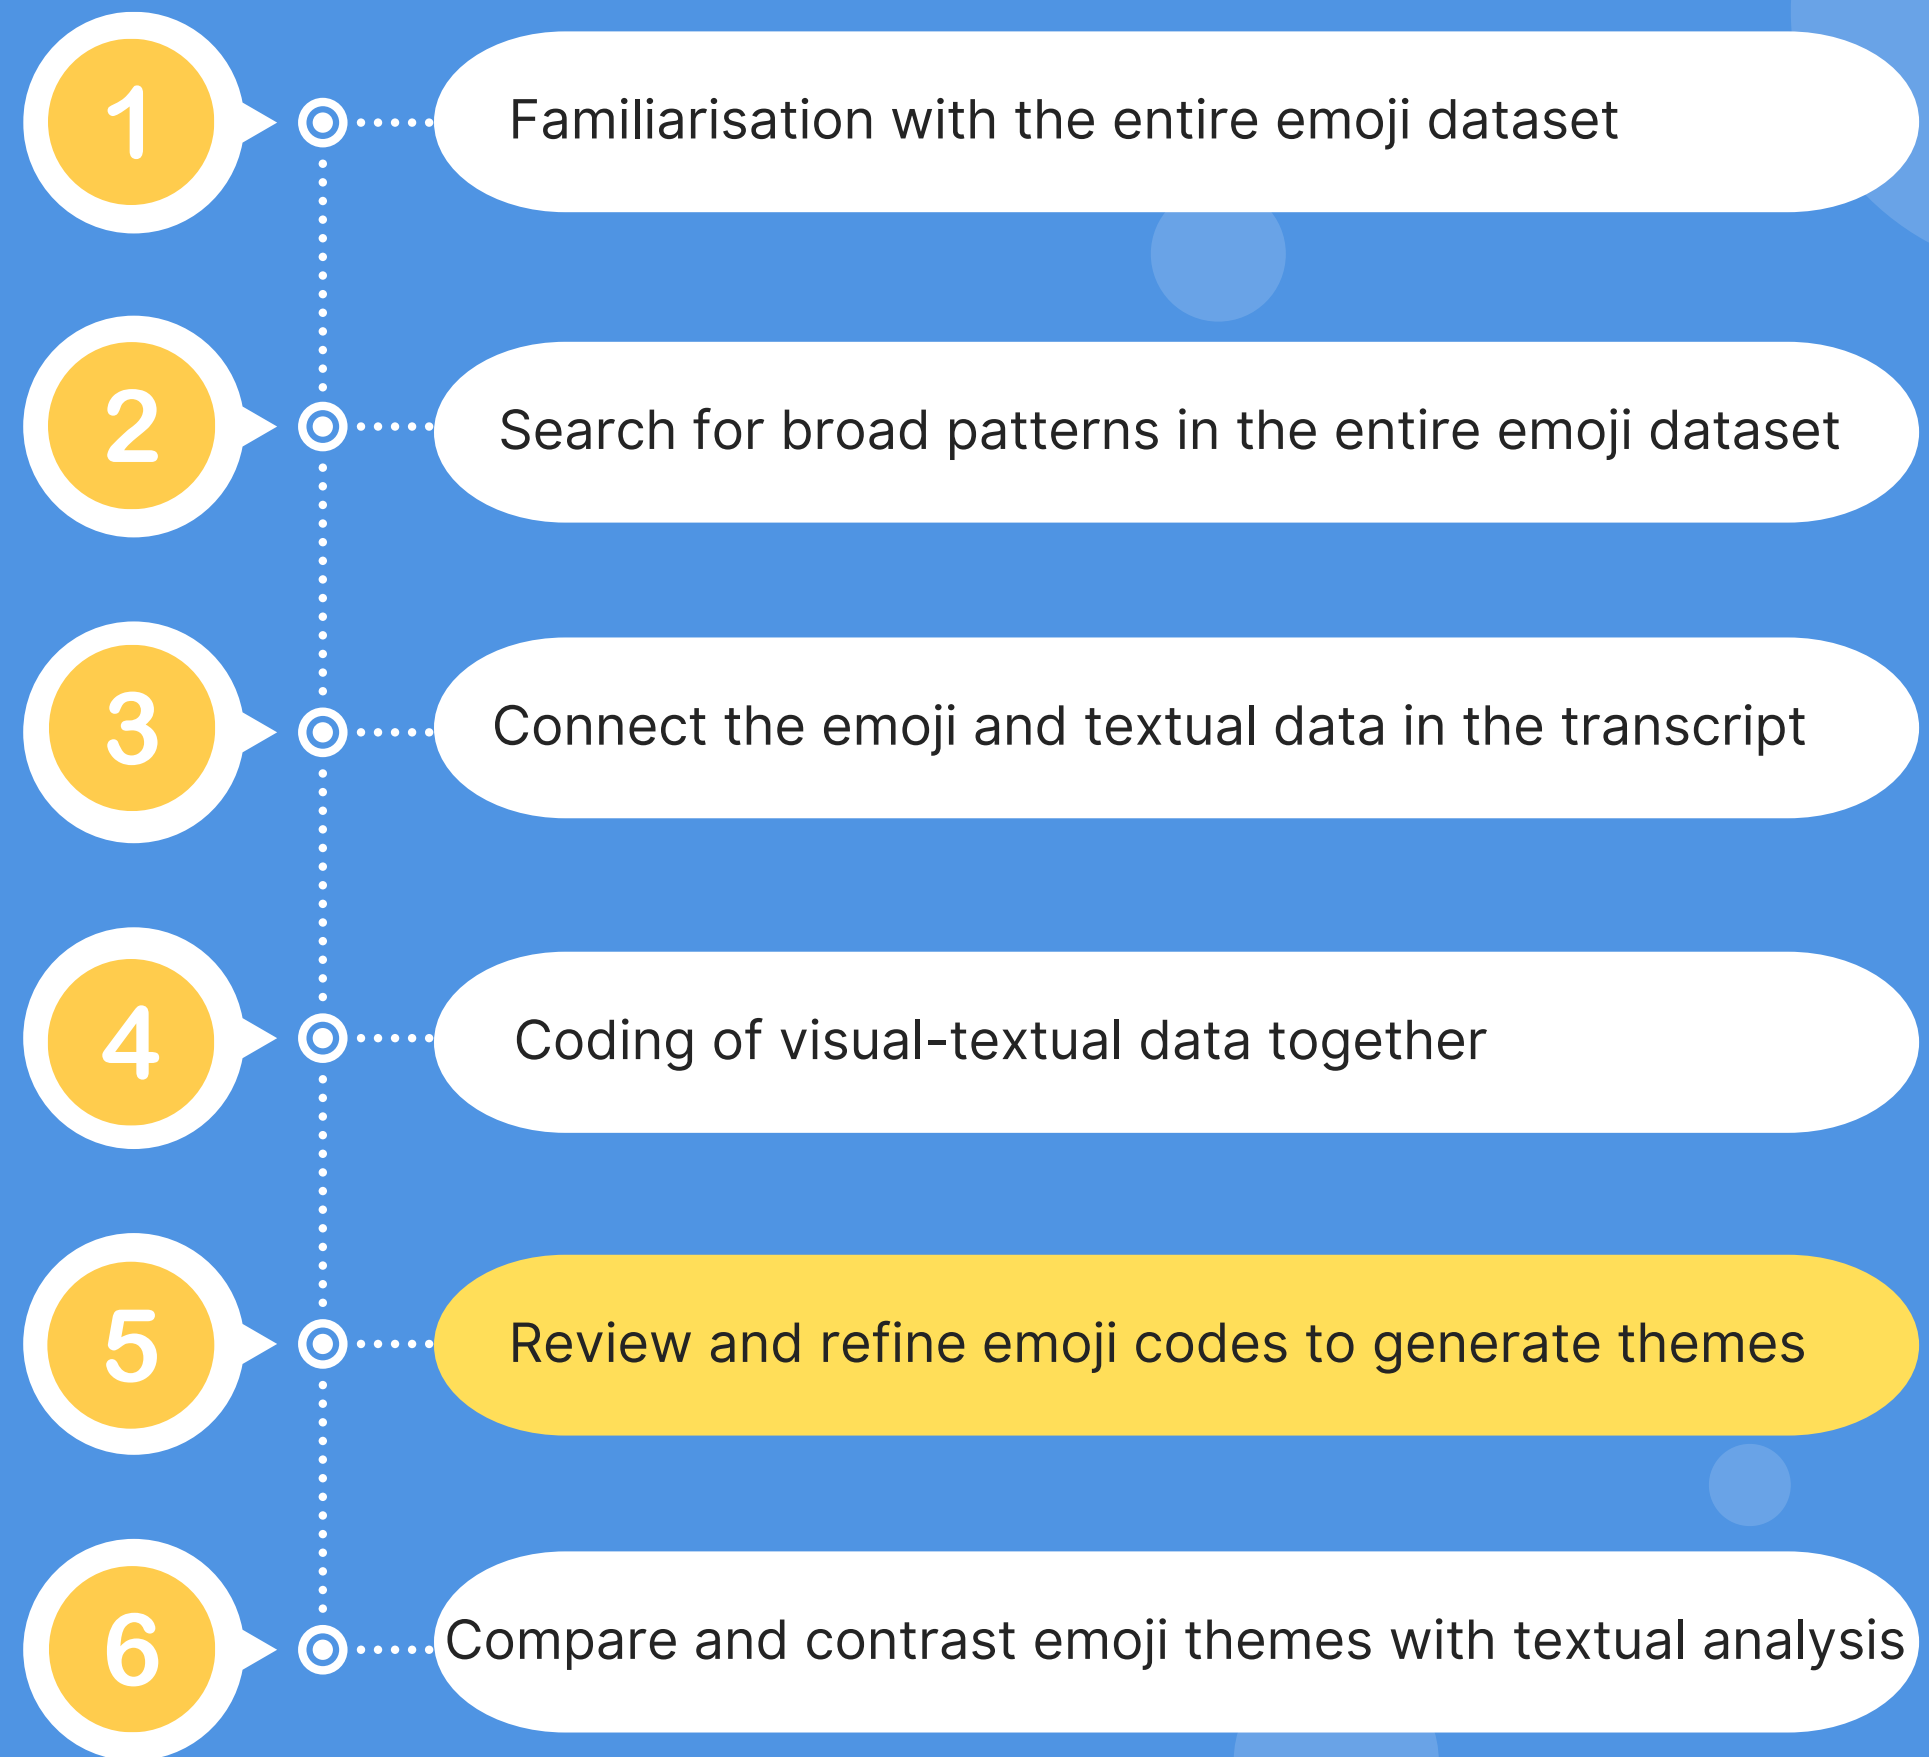 1
Familiarisation with the entire emoji dataset
2
Search for broad patterns in the entire emoji dataset
3
Connect the emoji and textual data in the transcript
4
Coding of visual-textual data together
5
Review and refine emoji codes to generate themes
6
Compare and contrast emoji themes with textual analysis